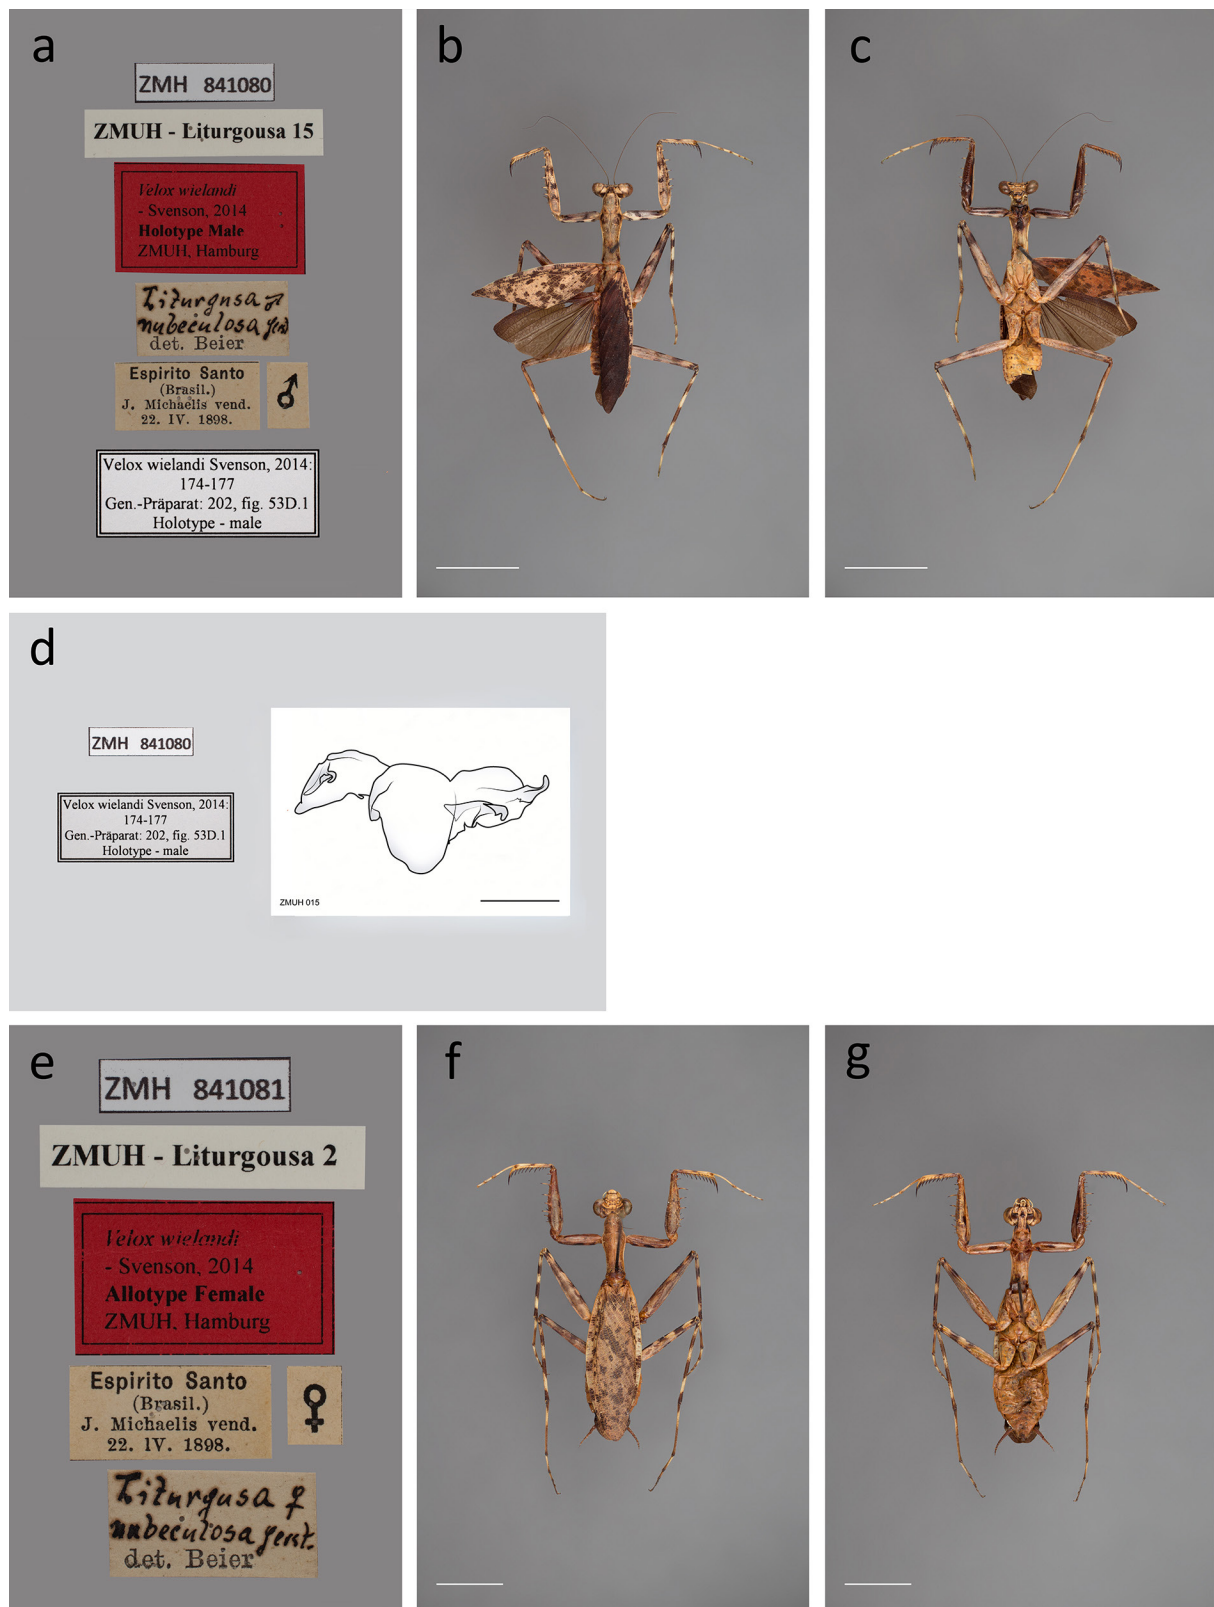 a
ZMH 841080
ZMUH - Liturgousa 15
Velox wielandi
- Svenson, 2014
Holotype Male
ZMUH, Hamburg
Liturgusa ♂
nubeculosa Gerst
det. Beier
Espirito Santo
(Brasil.)
J. Michaelis vend.
22. IV. 1898.
♂
Velox wielandi Svenson, 2014:
174-177
Gen.-Präparat: 202, fig. 53D.1
Holotype - male
b
c
d
ZMH 841080
Velox wielandi Svenson, 2014:
174-177
Gen.-Präparat: 202, fig. 53D.1
Holotype - male
ZMUH 015
e
ZMH 841081
ZMUH - Liturgousa 2
Velox wielandi
- Svenson, 2014
Allotype Female
ZMUH, Hamburg
Espirito Santo
(Brasil.)
J. Michaelis vend.
22. IV. 1898.
♀
Liturgusa ♀
nubeculosa Gerst.
det. Beier
f
g